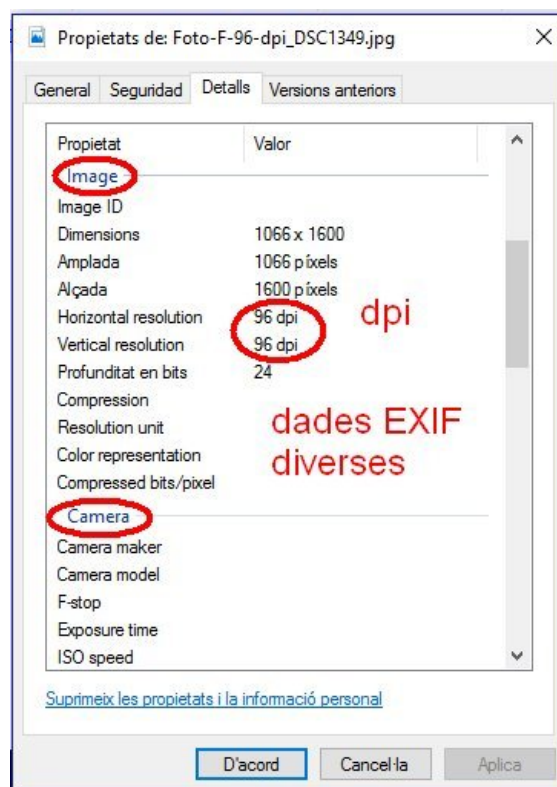 Propietats de: Foto-F-96-dpi_DSC1349.jpg
General Seguridad Detalls Versions anteriors
Propietat Valor
Image
Image ID
Dimensions 1066 x 1600
Amplada 1066 píxels
Alçada 1600 píxels
Horizontal resolution 96 dpi
dpi
Vertical resolution 96 dpi
Profunditat en bits 24
Compression
Resolution unit
dades EXIF
Color representation
diverses
Compressed bits/pixel
Camera
Camera maker
Camera model
F-stop
Exposure time
ISO speed
Suprimeix les propietats i la informació personal
D'acord Cancel·la Aplica